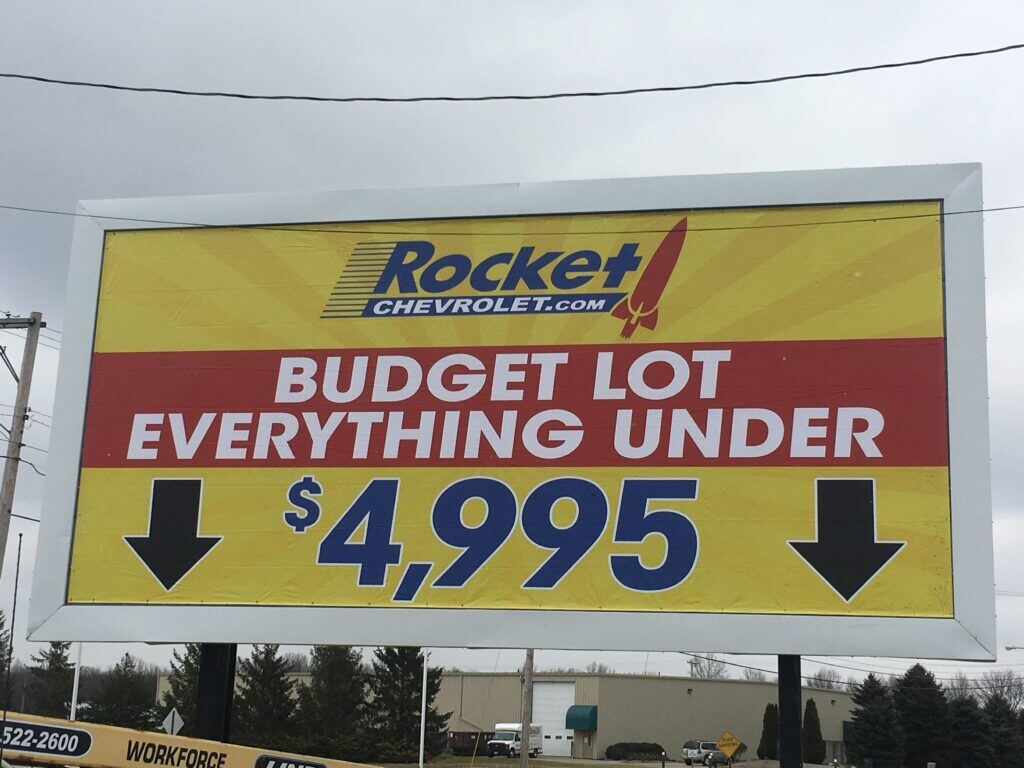 Rocket
CHEVROLET.COM
BUDGET LOT
EVERYTHING UNDER
$4,995
522-2600
WORKFORCE